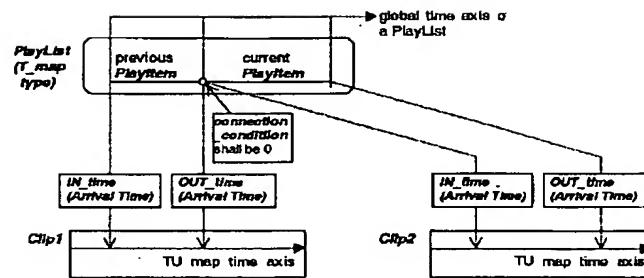 global time axis o
a PlayList
PlayList
(T_map
type)
previous
PlayItem
current
PlayItem
connection
_condition
shall be 0
IN_time
(Arrival Time)
OUT_time
(Arrival Time)
IN_time
(Arrival Time)
OUT_time
(Arrival Time)
Clip1
TU map time axis
Clip2
TU map time axis